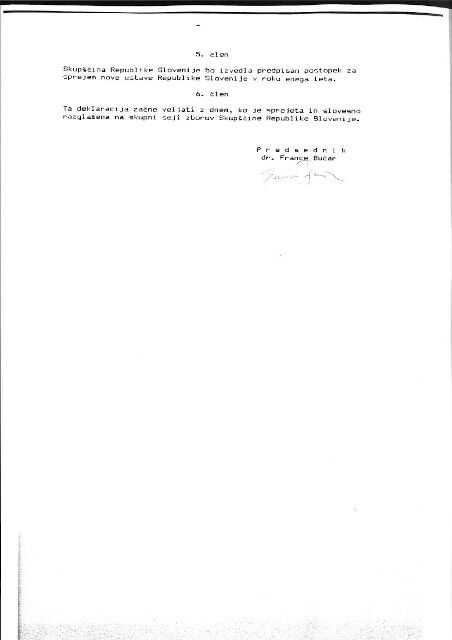 5. člen
Skupščina Republike Slovenije bo izvedla predpisan postopek za
sprejem nove ustave Republike Slovenije v roku enega leta.
6. člen
Ta deklaracija začne veljati z dnem, ko je sprejeta in slovesno
razglašena na skupni seji zborov Skupščine Republike Slovenije.
P r e d s e d n i k
dr. France Bučar